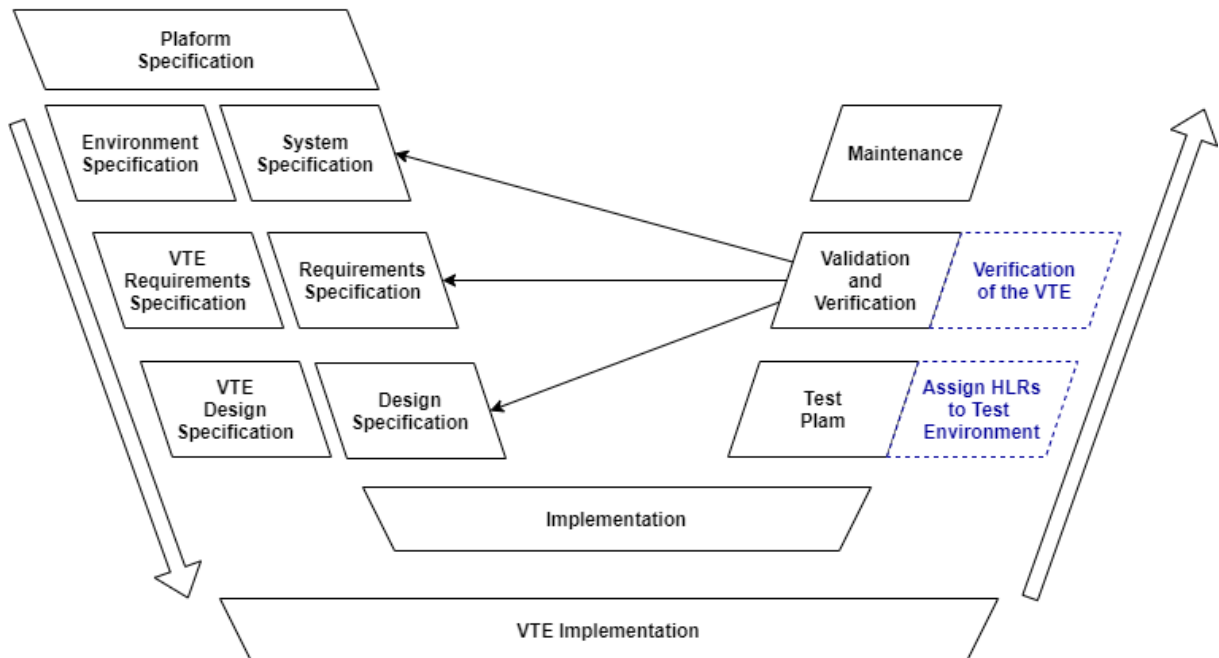 Plaform
Specification
Environment
Specification
System
Specification
Maintenance
VTE
Requirements
Specification
Requirements
Specification
Validation
and
Verification
Verification
of the VTE
VTE
Design
Specification
Design
Specification
Test
Plam
Assign HLRs
to Test
Environment
Implementation
VTE Implementation